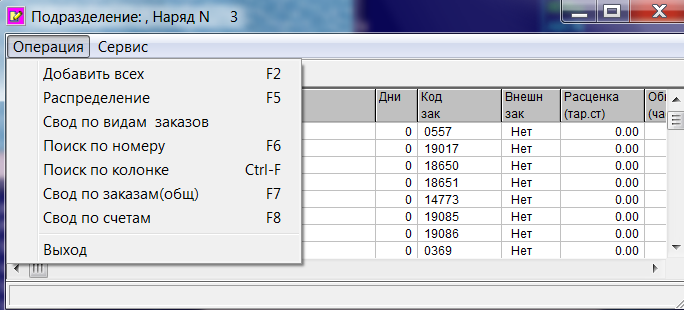 Подразделение: , Наряд N 3
Операция Сервис
Добавить всех F2
Распределение F5
Свод по видам заказов
Поиск по номеру F6
Поиск по колонке Ctrl-F
Свод по заказам(общ) F7
Свод по счетам F8
Выход
Дни Код зак Внешн зак Расценка (тар.ст)
0 0557 Нет 0.00
0 19017 Нет 0.00
0 18650 Нет 0.00
0 18651 Нет 0.00
0 14773 Нет 0.00
0 19085 Нет 0.00
0 19086 Нет 0.00
0 0369 Нет 0.00